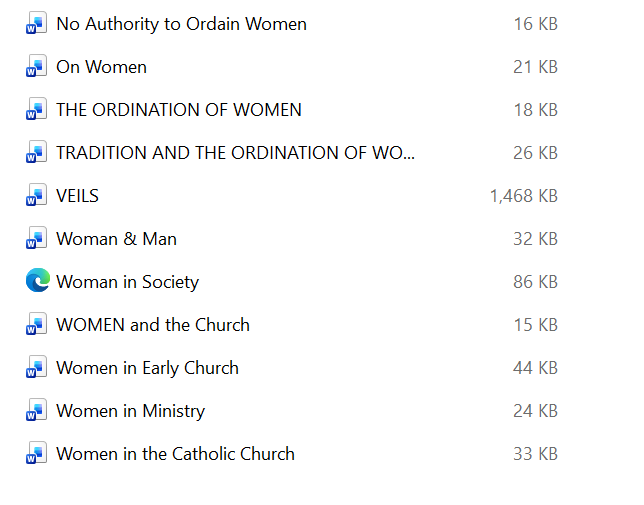 No Authority to Ordain Women 16 KB
On Women 21 KB
THE ORDINATION OF WOMEN 18 KB
TRADITION AND THE ORDINATION OF WO... 26 KB
VEILS 1,468 KB
Woman & Man 32 KB
Woman in Society 86 KB
WOMEN and the Church 15 KB
Women in Early Church 44 KB
Women in Ministry 24 KB
Women in the Catholic Church 33 KB